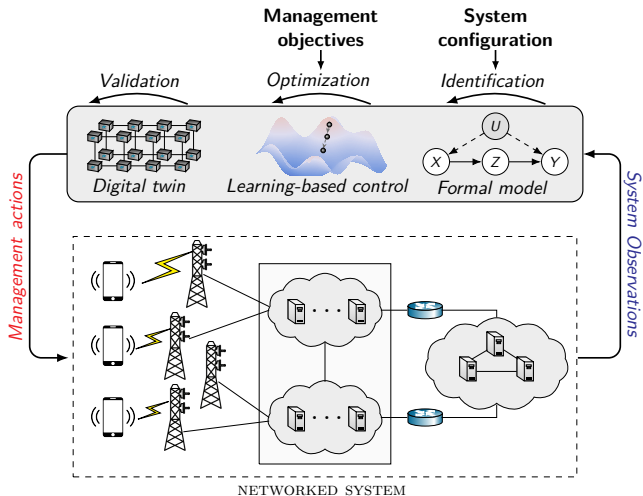 Management
objectives
System
configuration
Validation
Optimization
Identification
U
X
Z
Y
Digital twin
Learning-based control
Formal model
Management actions
System Observations
NETWORKED SYSTEM